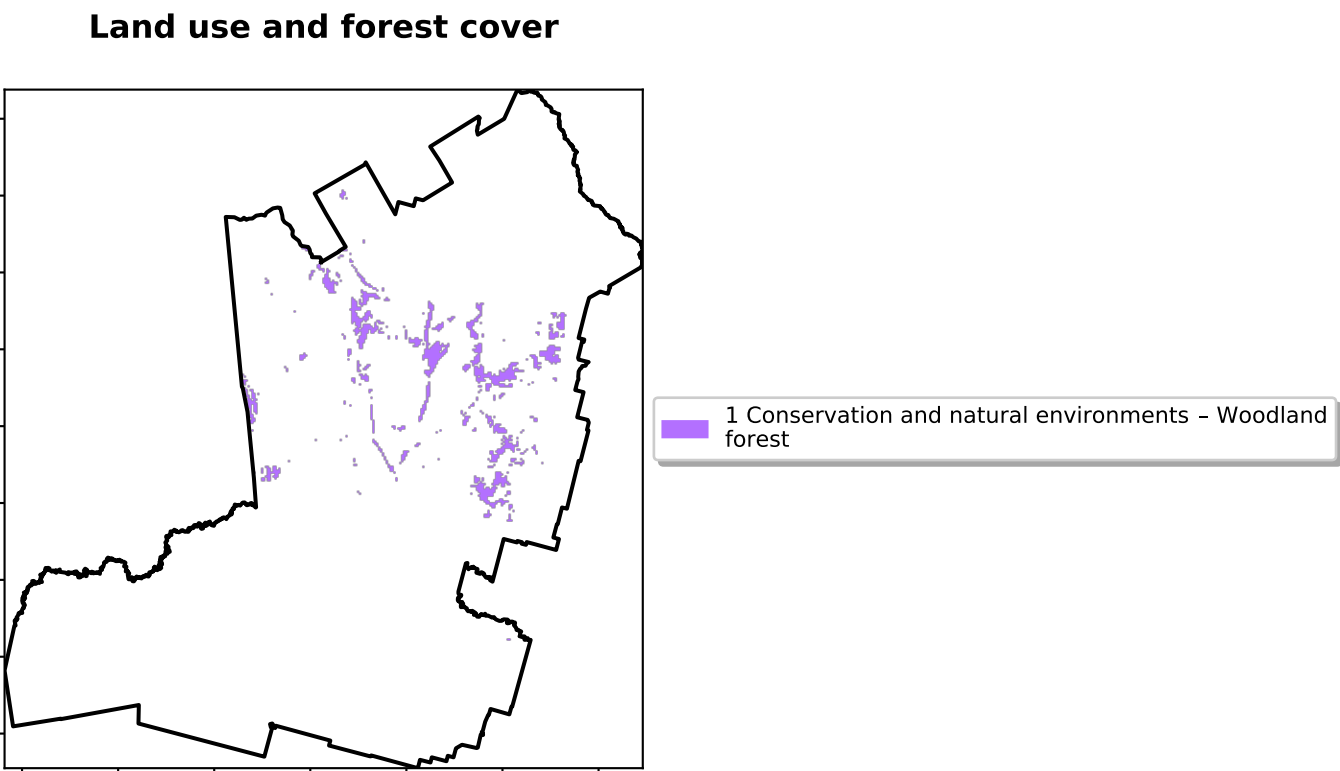 Land use and forest cover
1 Conservation and natural environments – Woodland
forest